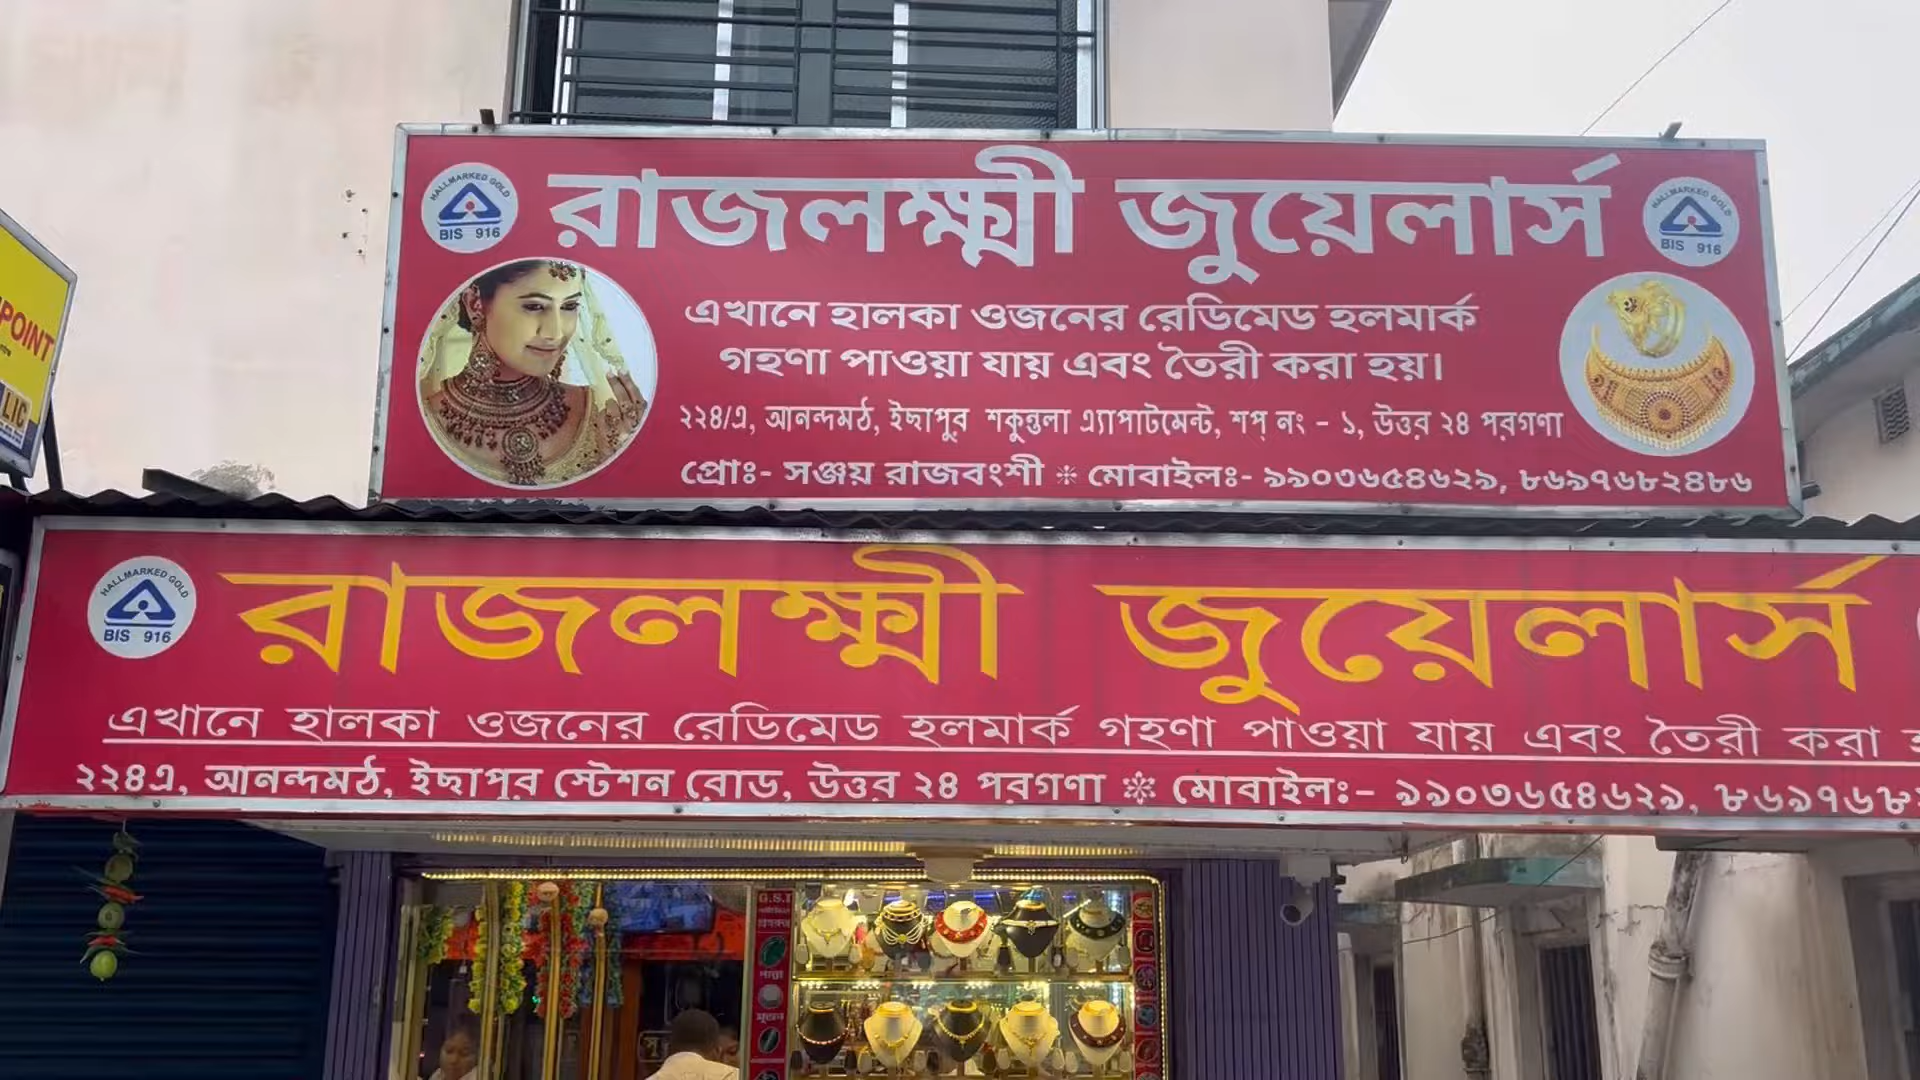 HALLMARKED GOLD
BIS 916
রাজলক্ষ্মী জুয়েলার্স
HALLMARKED GOLD
BIS 916
এখানে হালকা ওজনের রেডিমেড হলমার্ক
গহণা পাওয়া যায় এবং তৈরী করা হয়।
২২৪/এ, আনন্দমঠ, ইছাপুর শকুন্তলা এ্যাপাটমেন্ট, শপ্ নং - ১, উত্তর ২৪ পরগণা
প্রোঃ- সঞ্জয় রাজবংশী ❈ মোবাইলঃ- ৯৯০৩৬৫৪৬২৯, ৮৬৯৭৬৮২৪৮৬
POINT
LIC
HALLMARKED GOLD
BIS 916
রাজলক্ষ্মী জুয়েলার্স
এখানে হালকা ওজনের রেডিমেড হলমার্ক গহণা পাওয়া যায় এবং তৈরী করা
২২৪এ, আনন্দমঠ, ইছাপুর স্টেশন রোড, উত্তর ২৪ পরগণা ❈ মোবাইলঃ- ৯৯০৩৬৫৪৬২৯, ৮৬৯৭৬৮
G.S.I
পান্না